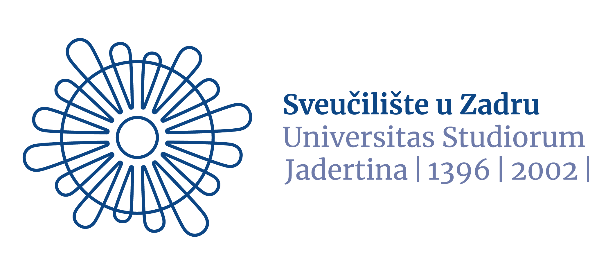 Sveučilište u Zadru
Universitas Studiorum
Jadertina | 1396 | 2002 |